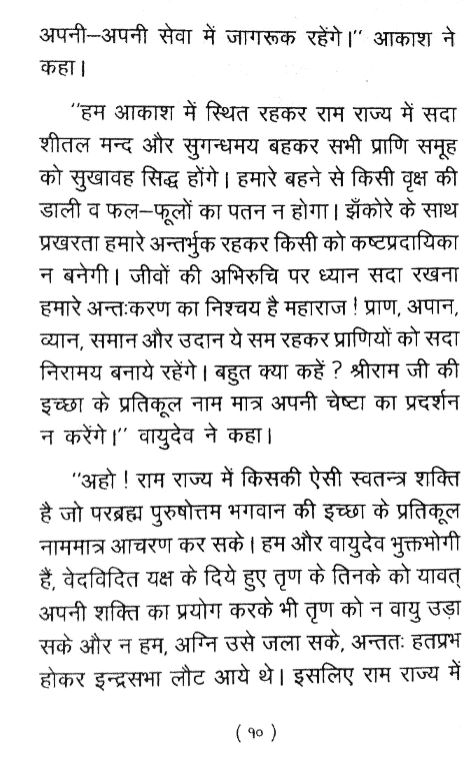 अपनी–अपनी सेवा में जागरूक रहेंगे।’’ आकाश ने
कहा।
‘‘हम आकाश में स्थित रहकर राम राज्य में सदा
शीतल मन्द और सुगन्धमय बहकर सभी प्राणि समूह
को सुखावह सिद्ध होंगे। हमारे बहने से किसी वृक्ष की
डाली व फल–फूलों का पतन न होगा। झँकोरे के साथ
प्रखरता हमारे अन्तर्भुक रहकर किसी को कष्टप्रदायिका
न बनेगी। जीवों की अभिरुचि पर ध्यान सदा रखना
हमारे अन्तःकरण का निश्चय है महाराज ! प्राण, अपान,
व्यान, समान और उदान ये सम रहकर प्राणियों को सदा
निरामय बनाये रहेंगे। बहुत क्या कहें ? श्रीराम जी की
इच्छा के प्रतिकूल नाम मात्र अपनी चेष्टा का प्रदर्शन
न करेंगे।’’ वायुदेव ने कहा।
‘‘अहो ! राम राज्य में किसकी ऐसी स्वतन्त्र शक्ति
है जो परब्रह्म पुरुषोत्तम भगवान की इच्छा के प्रतिकूल
नाममात्र आचरण कर सके। हम और वायुदेव भुक्तभोगी
हैं, वेदविदित यक्ष के दिये हुए तृण के तिनके को यावत्
अपनी शक्ति का प्रयोग करके भी तृण को न वायु उड़ा
सके और न हम, अग्नि उसे जला सके, अन्ततः हतप्रभ
होकर इन्द्रसभा लौट आये थे। इसलिए राम राज्य में
( १० )